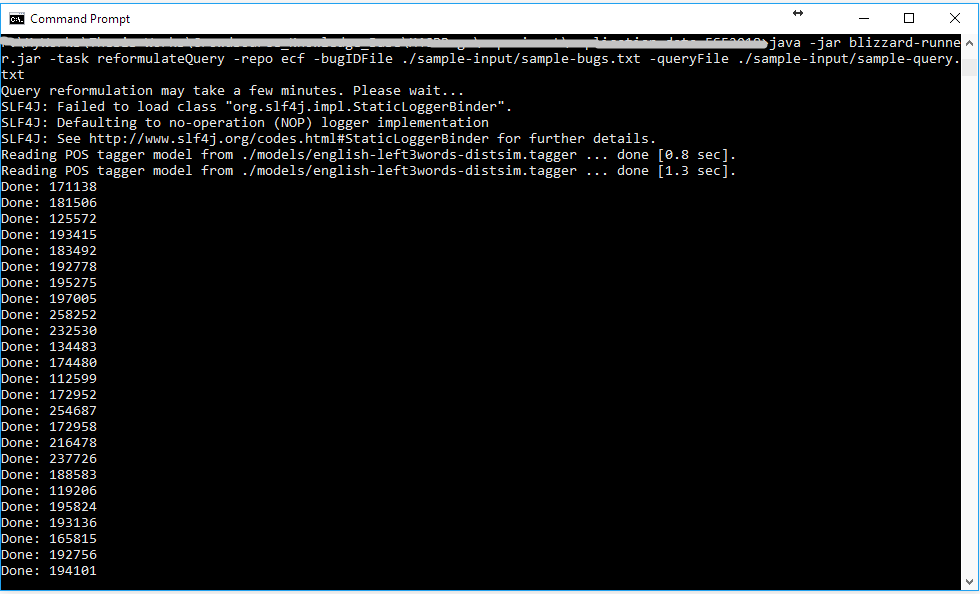 Command Prompt
java -jar blizzard-runne
r.jar -task reformulateQuery -repo ecf -bugIDFile ./sample-input/sample-bugs.txt -queryFile ./sample-input/sample-query.
txt
Query reformulation may take a few minutes. Please wait...
SLF4J: Failed to load class "org.slf4j.impl.StaticLoggerBinder".
SLF4J: Defaulting to no-operation (NOP) logger implementation
SLF4J: See http://www.slf4j.org/codes.html#StaticLoggerBinder for further details.
Reading POS tagger model from ./models/english-left3words-distsim.tagger ... done [0.8 sec].
Reading POS tagger model from ./models/english-left3words-distsim.tagger ... done [1.3 sec].
Done: 171138
Done: 181506
Done: 125572
Done: 193415
Done: 183492
Done: 192778
Done: 195275
Done: 197005
Done: 258252
Done: 232530
Done: 134483
Done: 174480
Done: 112599
Done: 172952
Done: 254687
Done: 172958
Done: 216478
Done: 237726
Done: 188583
Done: 119206
Done: 195824
Done: 193136
Done: 165815
Done: 192756
Done: 194101